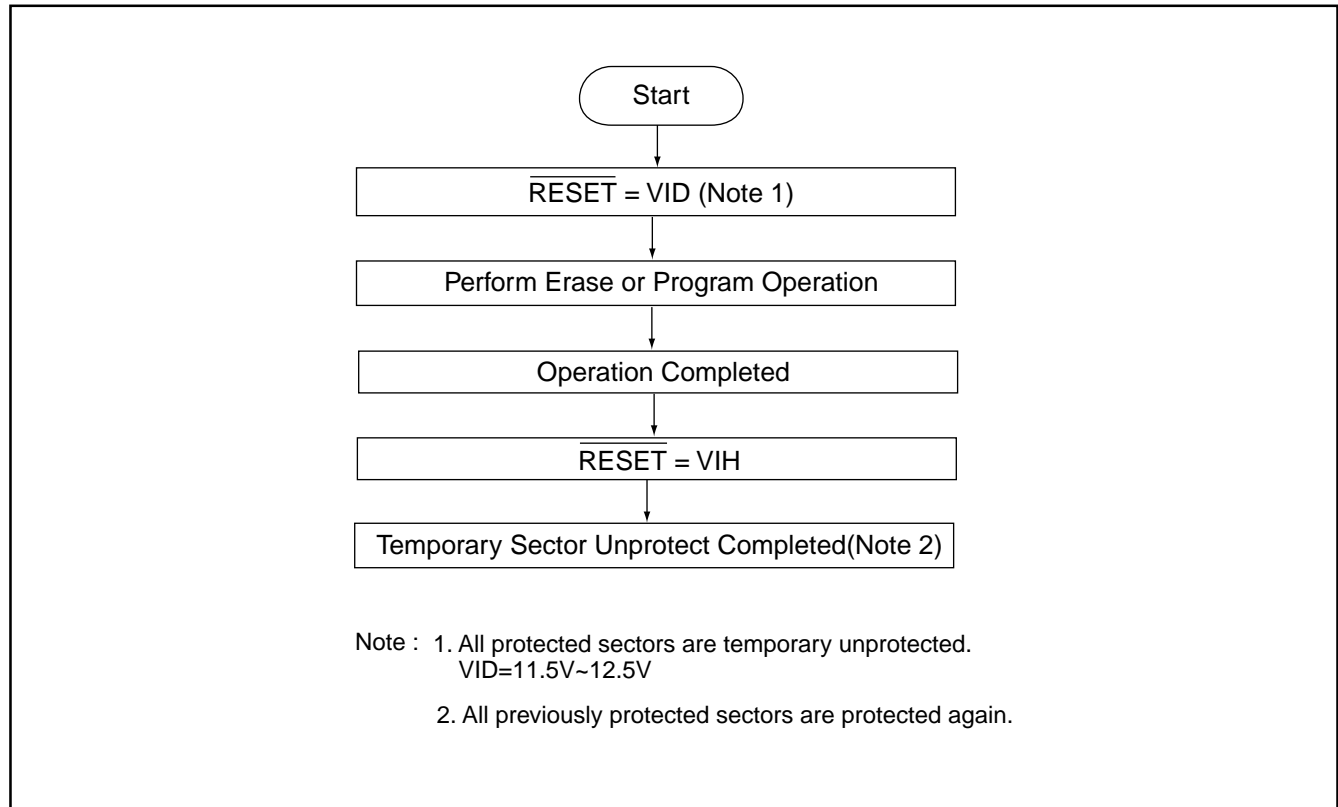 Start
R̅E̅S̅E̅T̅ = VID (Note 1)
Perform Erase or Program Operation
Operation Completed
R̅E̅S̅E̅T̅ = VIH
Temporary Sector Unprotect Completed(Note 2)
Note : 1. All protected sectors are temporary unprotected.
VID=11.5V~12.5V
2. All previously protected sectors are protected again.